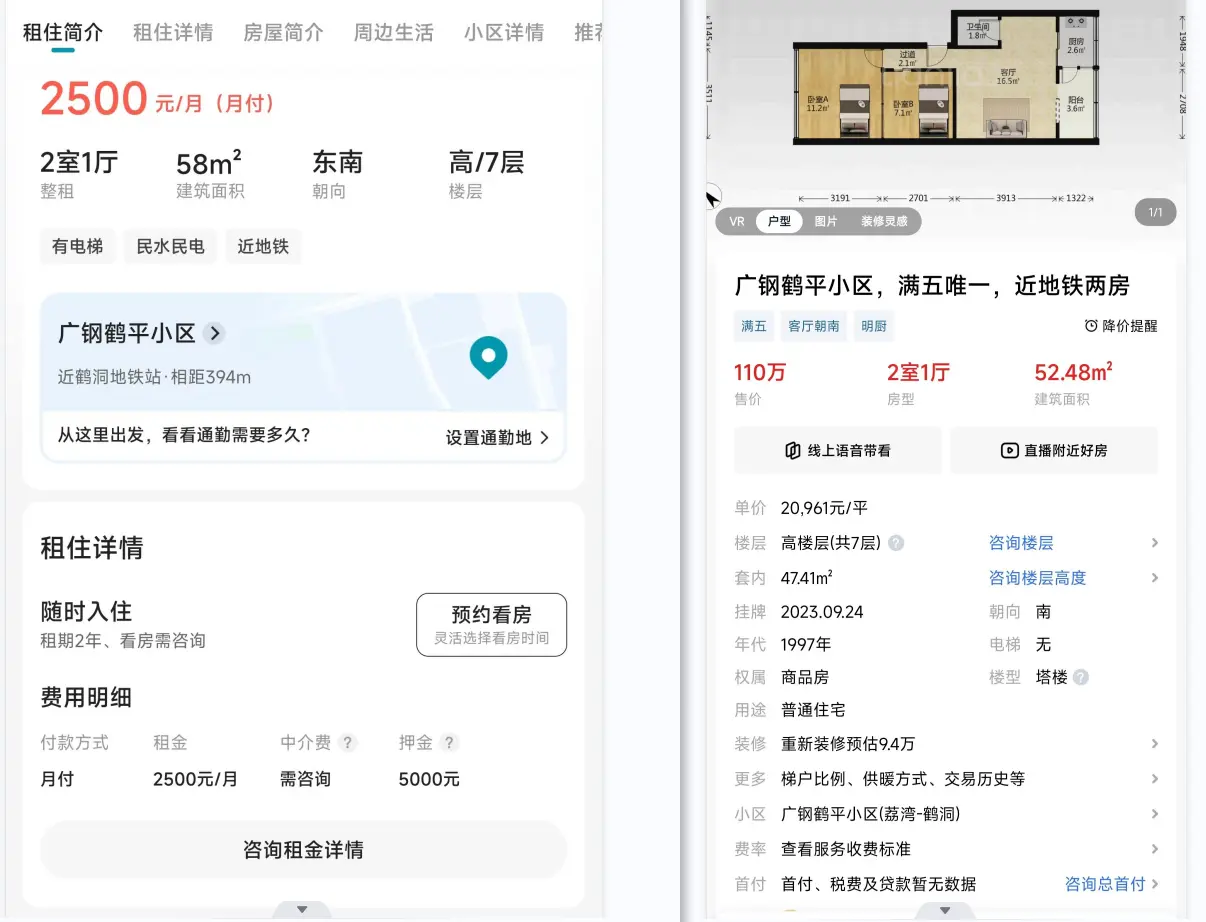 租住简介 租住详情 房屋简介 周边生活 小区详情
2500 元/月（月付）
2室1厅 58m² 东南 高/7层
整租 建筑面积 朝向 楼层
有电梯 民水民电 近地铁
广钢鹤平小区
近鹤洞地铁站·相距394m
从这里出发，看看通勤需要多久？ 设置通勤地
租住详情
随时入住
租期2年、看房需咨询
预约看房
灵活选择看房时间
费用明细
付款方式 租金 中介费 ? 押金 ?
月付 2500元/月 需咨询 5000元
咨询租金详情
卫生间
1.8㎡
厨房
2.6㎡
过道
2.1㎡
客厅
16.5㎡
卧室A
11.2㎡
卧室B
7.1㎡
阳台
3.6㎡
1145
3511
1948
2708
3191 2701 3913 1322
VR 户型 图片 装修灵感
1/1
广钢鹤平小区，满五唯一，近地铁两房
满五 客厅朝南 明厨 降价提醒
110万 2室1厅 52.48m²
售价 房型 建筑面积
线上语音带看 直播附近好房
单价 20,961元/平
楼层 高楼层(共7层) ? 咨询楼层
套内 47.41m² 咨询楼层高度
挂牌 2023.09.24 朝向 南
年代 1997年 电梯 无
权属 商品房 楼型 塔楼 ?
用途 普通住宅
装修 重新装修预估9.4万
更多 梯户比例、供暖方式、交易历史等
小区 广钢鹤平小区(荔湾-鹤洞)
费率 查看服务收费标准
首付 首付、税费及贷款暂无数据 咨询总首付